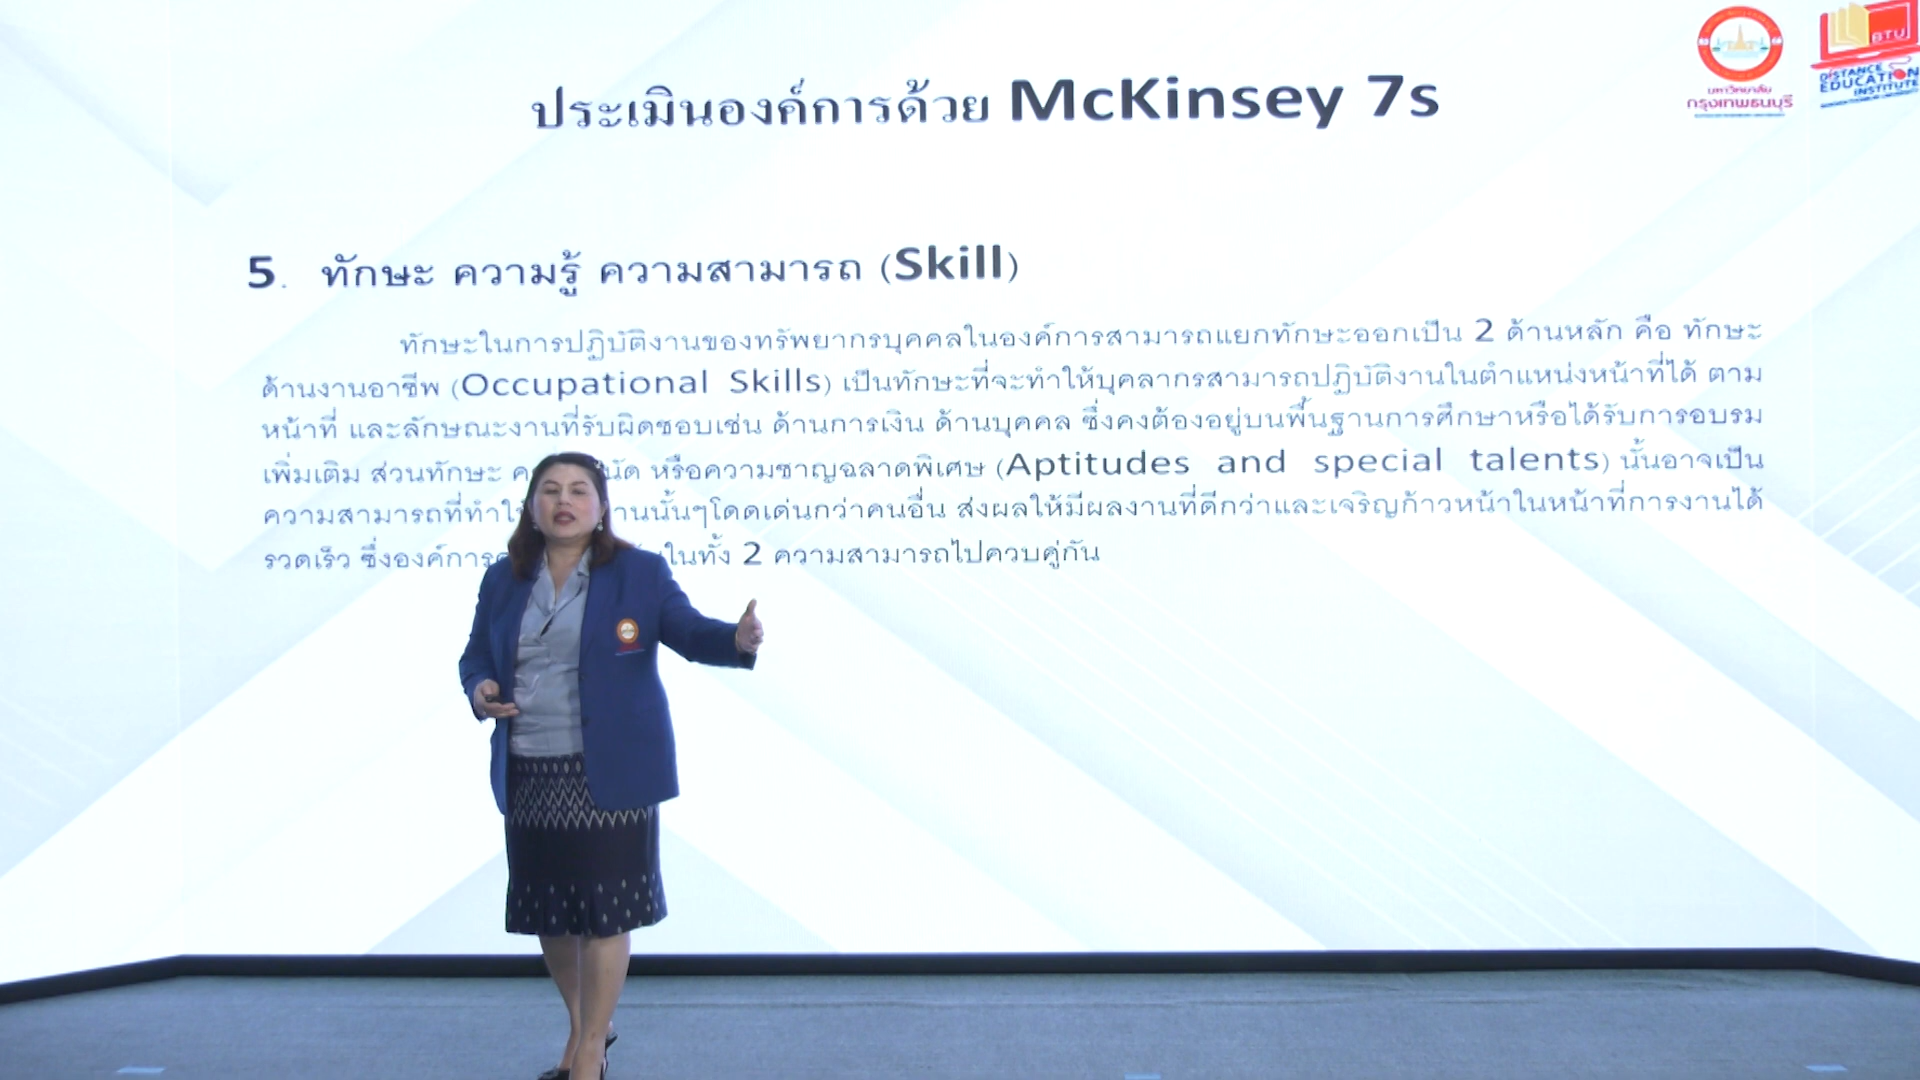 ประเมินองค์การด้วย McKinsey 7s
BTU
DISTANCE
EDUCATION
INSTITUTE
มหาวิทยาลัย
กรุงเทพธนบุรี
5. ทักษะ ความรู้ ความสามารถ (Skill)
ทักษะในการปฏิบัติงานของทรัพยากรบุคคลในองค์การสามารถแยกทักษะออกเป็น 2 ด้านหลัก คือ ทักษะ
ด้านงานอาชีพ (Occupational Skills) เป็นทักษะที่จะทำให้บุคลากรสามารถปฏิบัติงานในตำแหน่งหน้าที่ได้ ตาม
หน้าที่ และลักษณะงานที่รับผิดชอบเช่น ด้านการเงิน ด้านบุคคล ซึ่งคงต้องอยู่บนพื้นฐานการศึกษาหรือได้รับการอบรม
เพิ่มเติม ส่วนทักษะ นัด หรือความชาญฉลาดพิเศษ (Aptitudes and special talents) นั้นอาจเป็น
ความสามารถที่ทำ านนั้นๆโดดเด่นกว่าคนอื่น ส่งผลให้มีผลงานที่ดีกว่าและเจริญก้าวหน้าในหน้าที่การงานได้
รวดเร็ว ซึ่งองค์การ ในทั้ง 2 ความสามารถไปควบคู่กัน